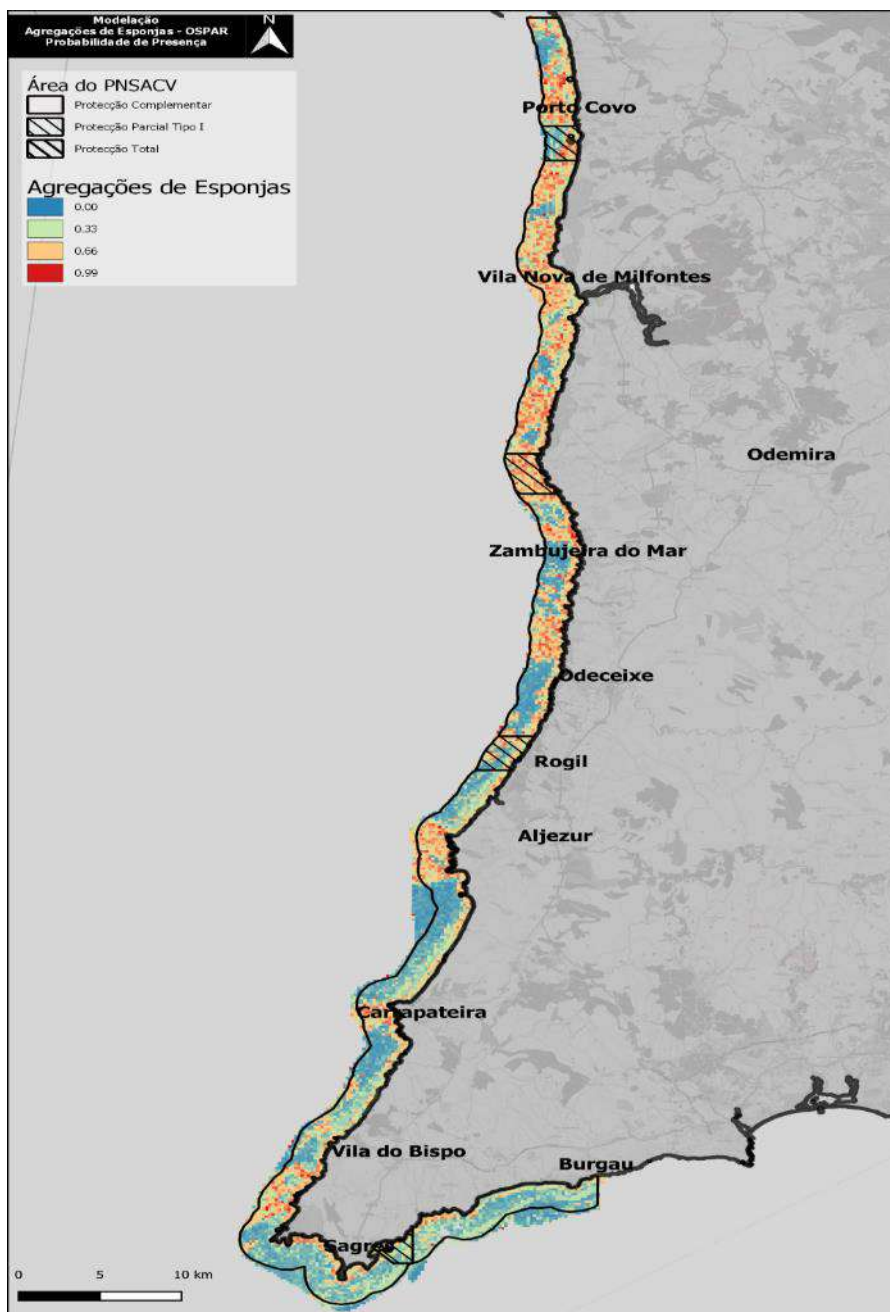 Modelação
Agregações de Esponjas - OSPAR
Probabilidade de Presença
N
Área do PNSACV
Protecção Complementar
Protecção Parcial Tipo I
Protecção Total
Agregações de Esponjas
0.00
0.33
0.66
0.99
Porto Covo
Vila Nova de Milfontes
Odemira
Zambujeira do Mar
Odeceixe
Rogil
Aljezur
Carrapateira
Vila do Bispo
Burgau
Sagres
0 5 10 km